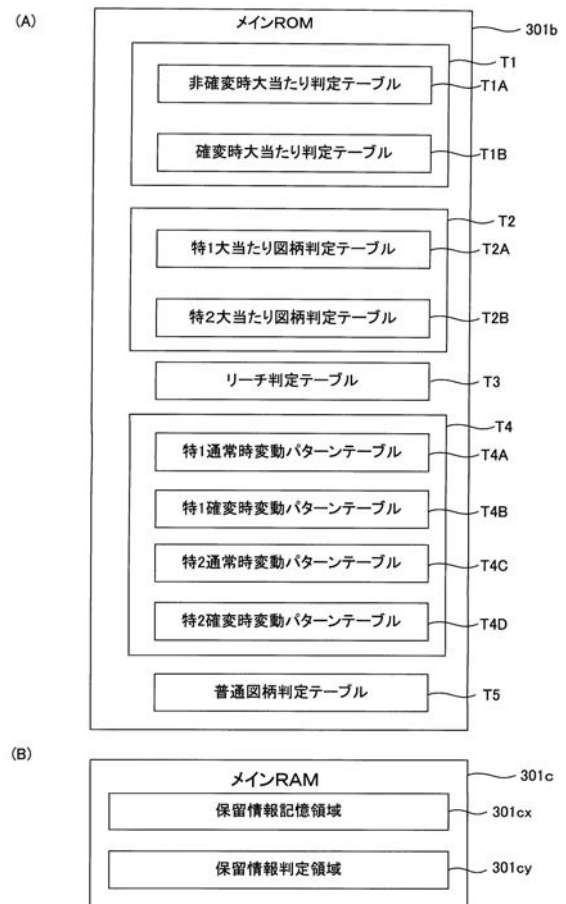 (A)
メインROM
301b
T1
非確変時大当たり判定テーブル
T1A
確変時大当たり判定テーブル
T1B
T2
特1大当たり図柄判定テーブル
T2A
特2大当たり図柄判定テーブル
T2B
リーチ判定テーブル
T3
T4
特1通常時変動パターンテーブル
T4A
特1確変時変動パターンテーブル
T4B
特2通常時変動パターンテーブル
T4C
特2確変時変動パターンテーブル
T4D
普通図柄判定テーブル
T5
(B)
メインRAM
301c
保留情報記憶領域
301cx
保留情報判定領域
301cy